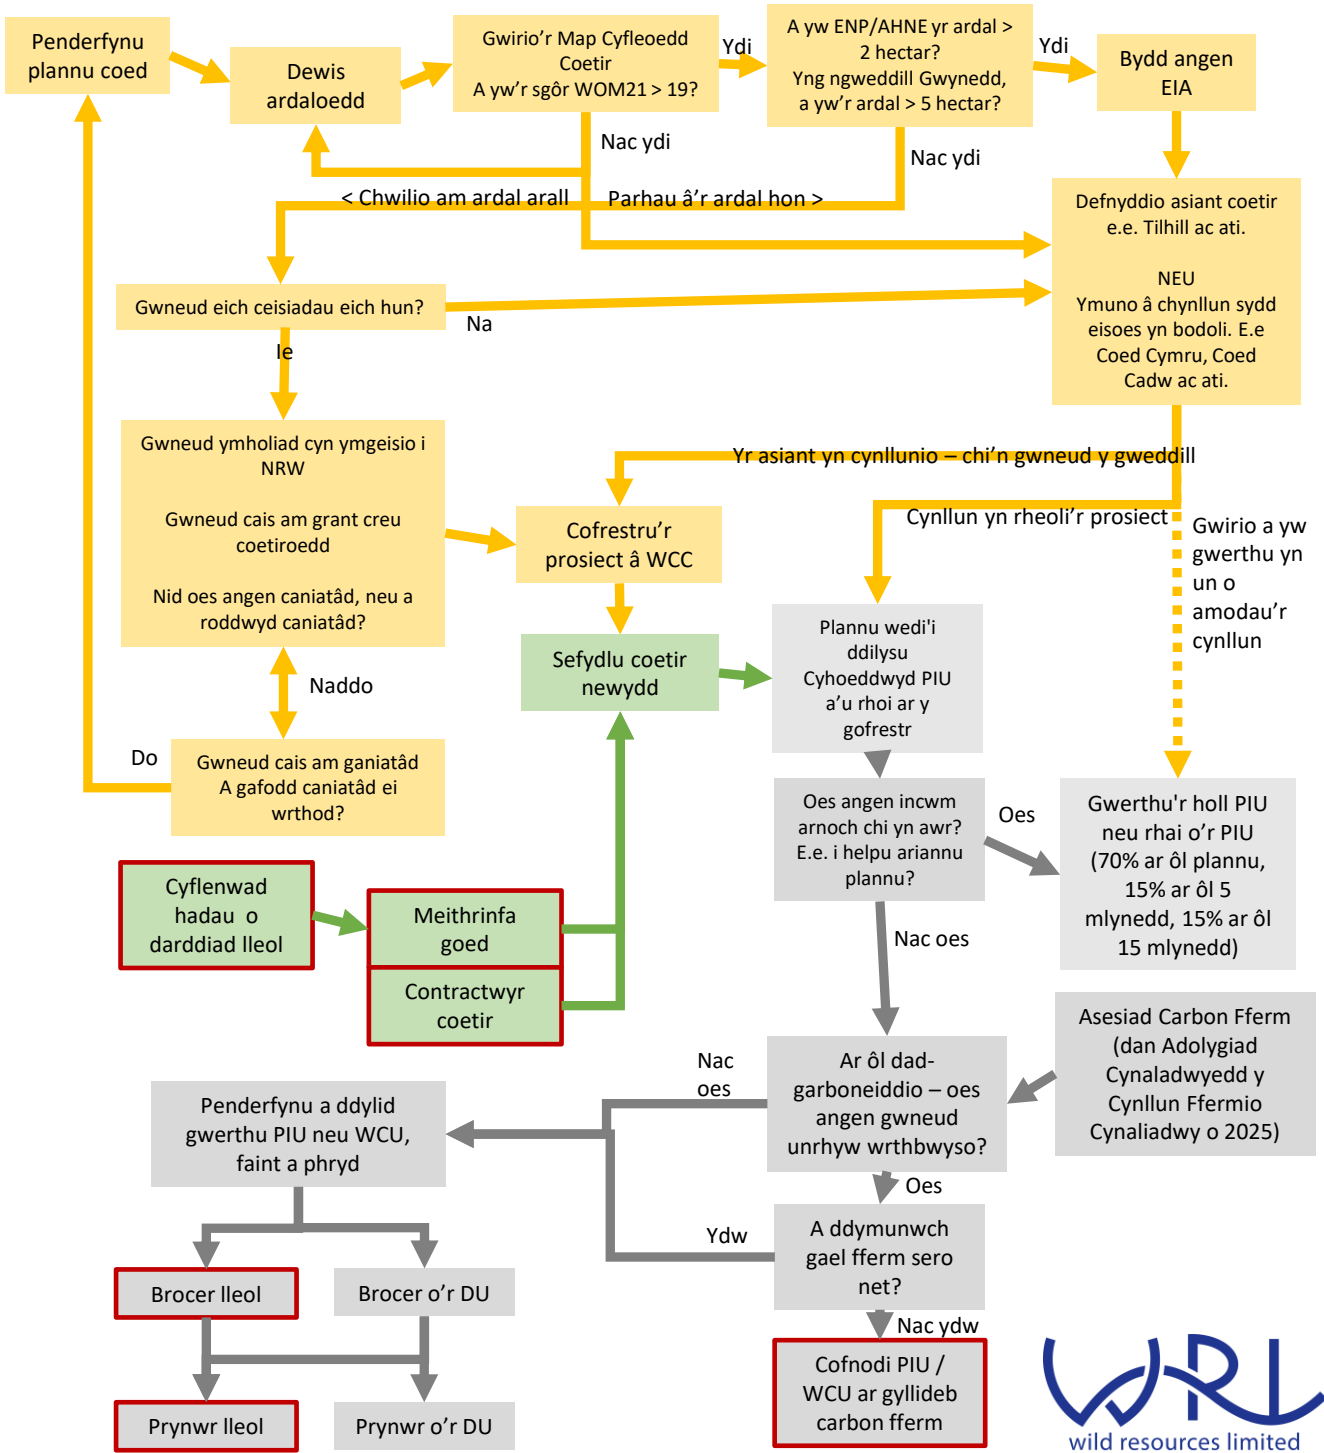 Penderfynu
plannu coed
Dewis
ardaloedd
Gwirio’r Map Cyfleoedd
Coetir
A yw’r sgôr WOM21 > 19?
Ydi
A yw ENP/AHNE yr ardal >
2 hectar?
Yng ngweddill Gwynedd,
a yw’r ardal > 5 hectar?
Ydi
Bydd angen
EIA
Nac ydi
Nac ydi
< Chwilio am ardal arall
Parhau â’r ardal hon >
Defnyddio asiant coetir
e.e. Tilhill ac ati.
NEU
Ymuno â chynllun sydd
eisoes yn bodoli. E.e
Coed Cymru, Coed
Cadw ac ati.
Gwneud eich ceisiadau eich hun?
Na
Ie
Gwneud ymholiad cyn ymgeisio i
NRW
Gwneud cais am grant creu
coetiroedd
Nid oes angen caniatâd, neu a
roddwyd caniatâd?
Yr asiant yn cynllunio – chi’n gwneud y gweddill
Cofrestru’r
prosiect â WCC
Cynllun yn rheoli’r prosiect
Gwirio a yw
gwerthu yn
un o
amodau’r
cynllun
Sefydlu coetir
newydd
Plannu wedi'i
ddilysu
Cyhoeddwyd PIU
a’u rhoi ar y
gofrestr
Naddo
Do
Gwneud cais am ganiatâd
A gafodd caniatâd ei
wrthod?
Oes angen incwm
arnoch chi yn awr?
E.e. i helpu ariannu
plannu?
Oes
Gwerthu'r holl PIU
neu rhai o’r PIU
(70% ar ôl plannu,
15% ar ôl 5
mlynedd, 15% ar ôl
15 mlynedd)
Cyflenwad
hadau o
darddiad lleol
Meithrinfa
goed
Contractwyr
coetir
Nac oes
Asesiad Carbon Fferm
(dan Adolygiad
Cynaladwyedd y
Cynllun Ffermio
Cynaliadwy o 2025)
Ar ôl dad-
garboneiddio – oes
angen gwneud
unrhyw wrthbwyso?
Nac
oes
Penderfynu a ddylid
gwerthu PIU neu WCU,
faint a phryd
Oes
A ddymunwch
gael fferm sero
net?
Ydw
Brocer lleol
Brocer o’r DU
Nac ydw
Cofnodi PIU /
WCU ar gyllideb
carbon fferm
Prynwr lleol
Prynwr o’r DU
WRL
wild resources limited